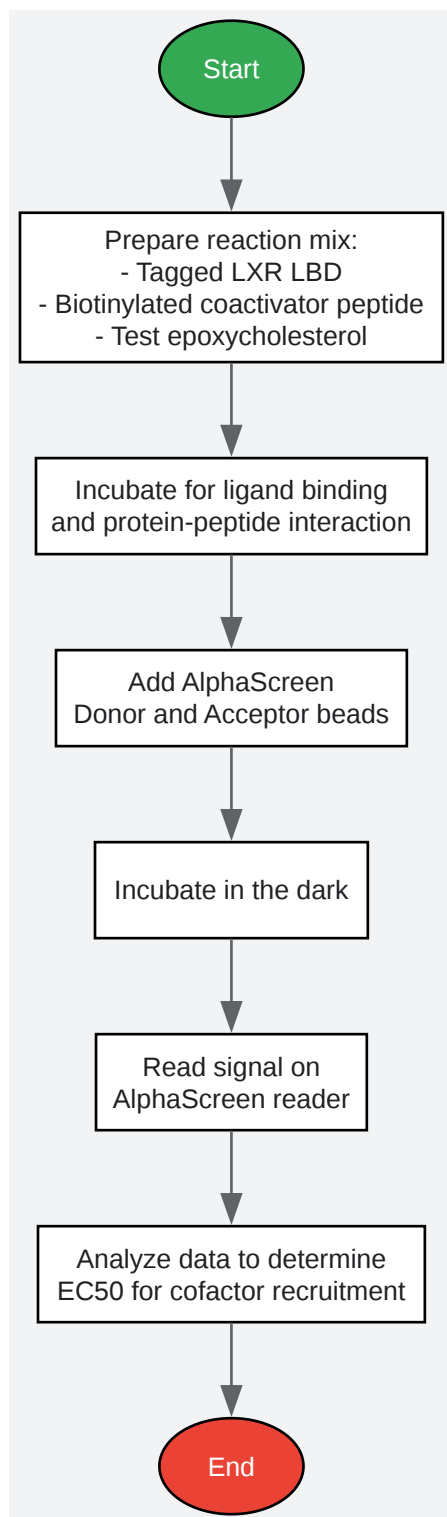 Start
Prepare reaction mix:
- Tagged LXR LBD
- Biotinylated coactivator peptide
- Test epoxycholesterol
Incubate for ligand binding
and protein-peptide interaction
Add AlphaScreen
Donor and Acceptor beads
Incubate in the dark
Read signal on
AlphaScreen reader
Analyze data to determine
EC50 for cofactor recruitment
End